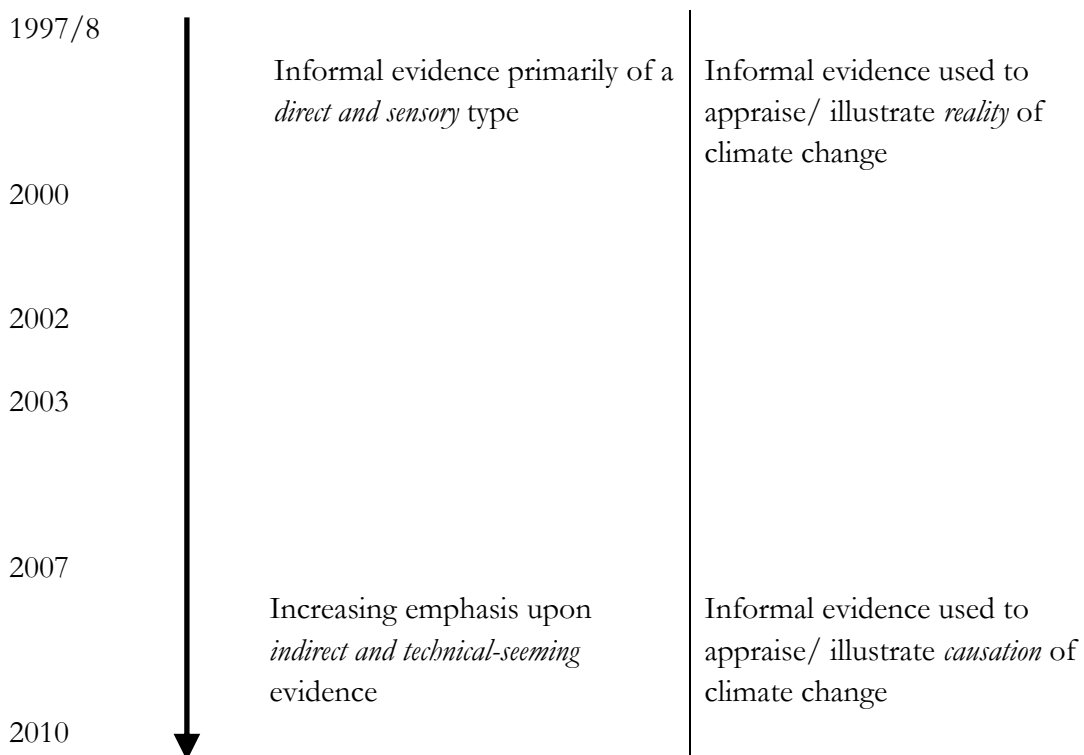 1997/8
Informal evidence primarily of a
direct and sensory type
Informal evidence used to
appraise/ illustrate reality of
climate change
2000
2002
2003
2007
Increasing emphasis upon
indirect and technical-seeming
evidence
Informal evidence used to
appraise/ illustrate causation of
climate change
2010